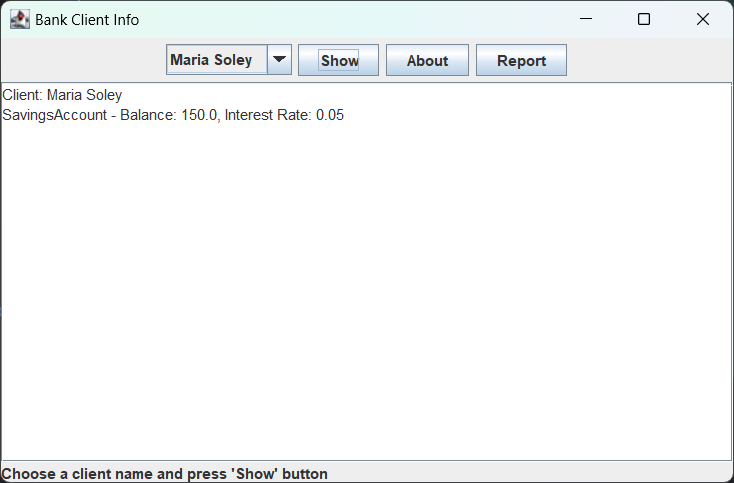 Bank Client Info
Maria Soley Show About Report
Client: Maria Soley
SavingsAccount - Balance: 150.0, Interest Rate: 0.05
Choose a client name and press 'Show' button